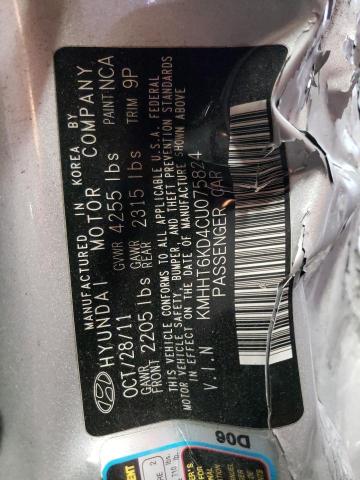 MANUFACTURED IN KOREA BY
HYUNDAI MOTOR COMPANY
OCT/28/11 GVWR 4255 lbs PAINT NCA
GAWR FRONT 2205 lbs GAWR REAR 2315 lbs TRIM 9P
THIS VEHICLE CONFORMS TO ALL APPLICABLE U.S.A. FEDERAL
MOTOR VEHICLE SAFETY, BUMPER, AND THEFT PREVENTION STANDARDS
IN EFFECT ON THE DATE OF MANUFACTURE SHOWN ABOVE
V.I.N KMHHT6KD4CU075824
PASSENGER CAR
D06